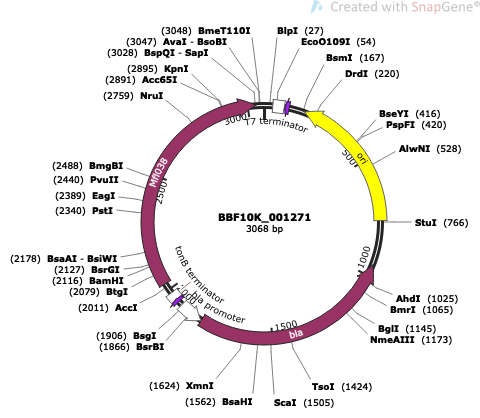 Created with SnapGene®
(3048) BmeT110I
(3047) AvaI - BsoBI
(3028) BspQI - SapI
(2895) KpnI
(2891) Acc65I
(2759) NruI
BlpI (27)
EcoO109I (54)
BsmI (167)
DrdI (220)
BseYI (416)
PspFI (420)
AlwNI (528)
StuI (766)
AhdI (1025)
BmrI (1065)
BglI (1145)
NmeAIII (1173)
TsoI (1424)
ScaI (1505)
(1562) BsaHI
(1624) XmnI
(1866) BsrBI
(1906) BsgI
(2011) AccI
(2079) BtgI
(2116) BamHI
(2127) BsrGI
(2178) BsaAI - BsiWI
(2340) PstI
(2389) EagI
(2440) PvuII
(2488) BmgBI
T7 terminator
ori
bla
bla promoter
tonB terminator
Mfl038
500
1000
1500
2500
3000
BBF10K_001271
3068 bp